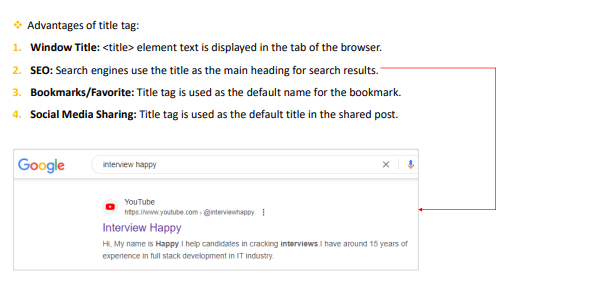 ❖ Advantages of title tag:
1. Window Title: <title> element text is displayed in the tab of the browser.
2. SEO: Search engines use the title as the main heading for search results.
3. Bookmarks/Favorite: Title tag is used as the default name for the bookmark.
4. Social Media Sharing: Title tag is used as the default title in the shared post.
Google
interview happy
YouTube
https://www.youtube.com › @interviewhappy
Interview Happy
Hi, My name is Happy.I help candidates in cracking interviews.I have around 15 years of
experience in full stack development in IT industry.